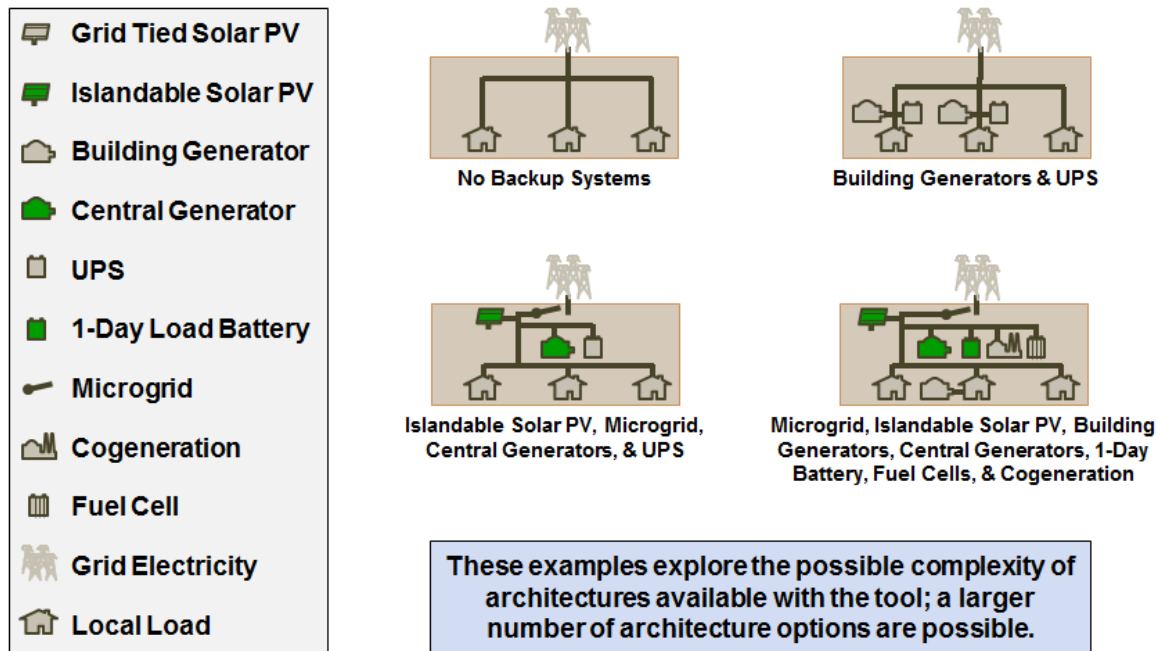 Grid Tied Solar PV
Islandable Solar PV
Building Generator
Central Generator
UPS
1-Day Load Battery
Microgrid
Cogeneration
Fuel Cell
Grid Electricity
Local Load
No Backup Systems
Building Generators & UPS
Islandable Solar PV, Microgrid,
Central Generators, & UPS
Microgrid, Islandable Solar PV, Building
Generators, Central Generators, 1-Day
Battery, Fuel Cells, & Cogeneration
These examples explore the possible complexity of
architectures available with the tool; a larger
number of architecture options are possible.